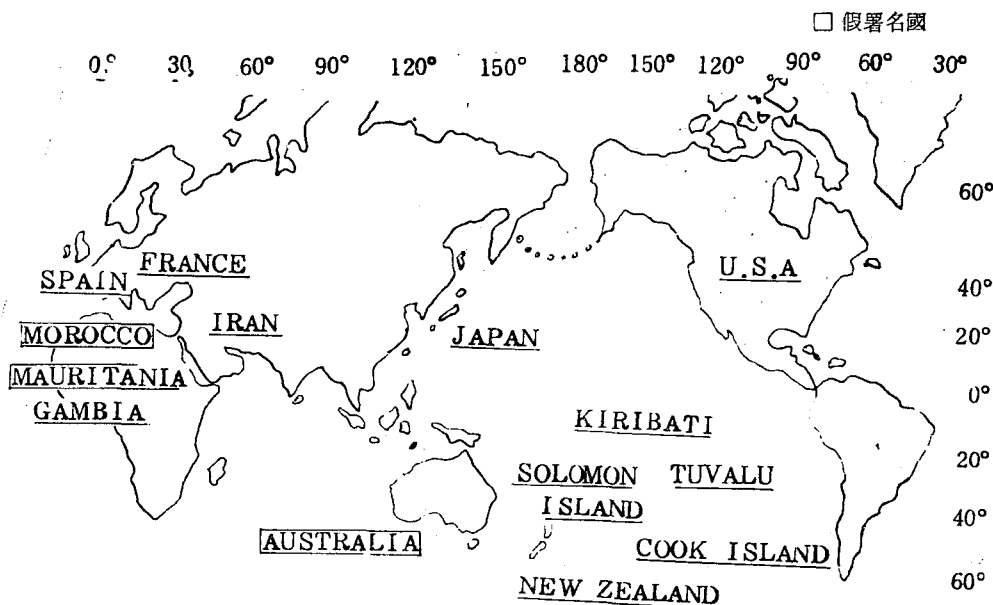 □ 假署名國
0° 30° 60° 90° 120° 150° 180° 150° 120° 90° 60° 30°
60°
FRANCE
U.S.A
SPAIN
40°
MOROCCO
IRAN
JAPAN
20°
MAURITANIA
0°
GAMBIA
KIRIBATI
20°
SOLOMON
ISLAND
TUVALU
40°
AUSTRALIA
COOK ISLAND
60°
NEW ZEALAND